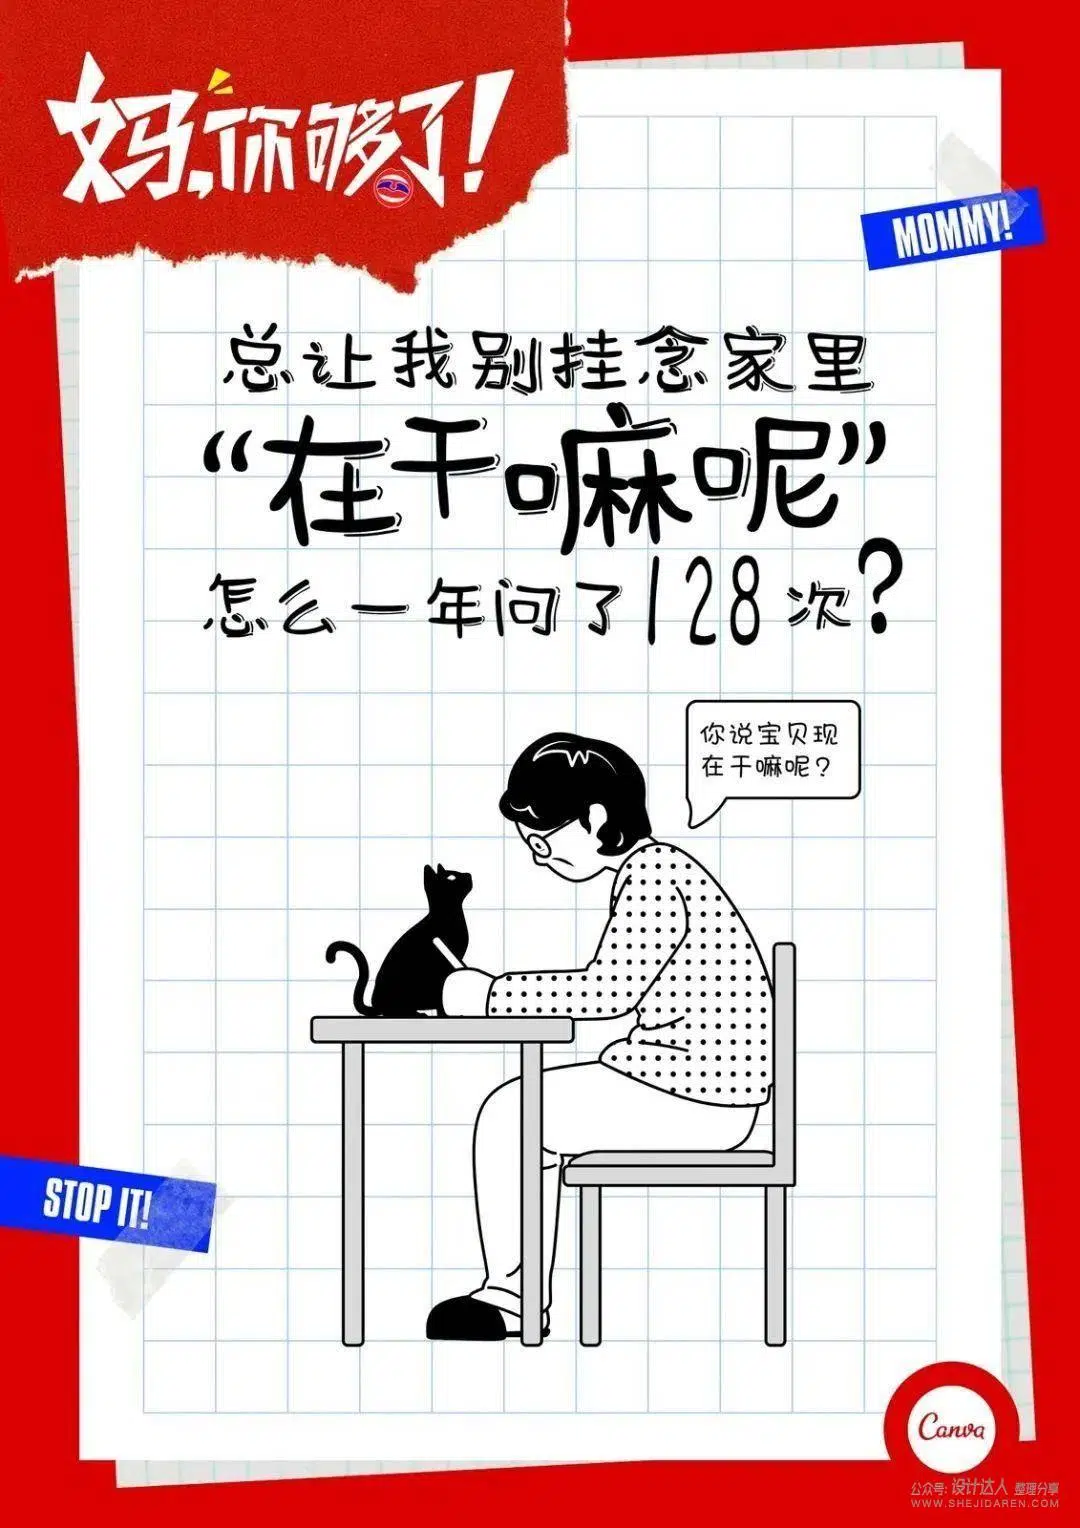 妈,你够了!
MOMMY!
总让我别挂念家里
“在干嘛呢”
怎么一年问了128次?
你说宝贝现
在干嘛呢?
STOP IT!
Canva
公众号: 设计达人 整理分享
WWW.SHEJIDAREN.COM